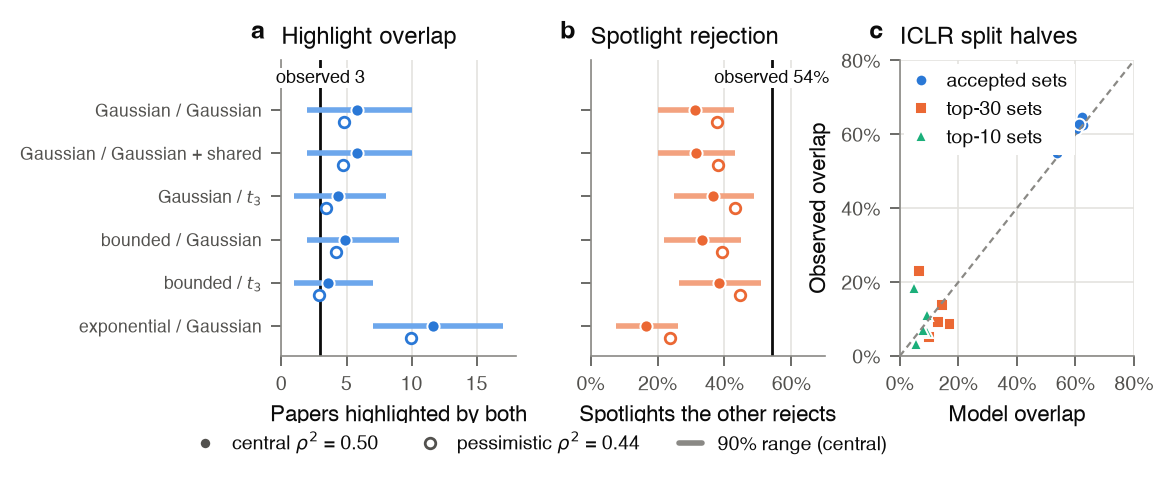 a Highlight overlap
observed 3
Gaussian / Gaussian
Gaussian / Gaussian + shared
Gaussian / t₃
bounded / Gaussian
bounded / t₃
exponential / Gaussian
0 5 10 15
Papers highlighted by both
b Spotlight rejection
observed 54%
0% 20% 40% 60%
Spotlights the other rejects
c ICLR split halves
accepted sets
top-30 sets
top-10 sets
Observed overlap
80%
60%
40%
20%
0%
0% 20% 40% 60% 80%
Model overlap
central ρ² = 0.50 pessimistic ρ² = 0.44 90% range (central)